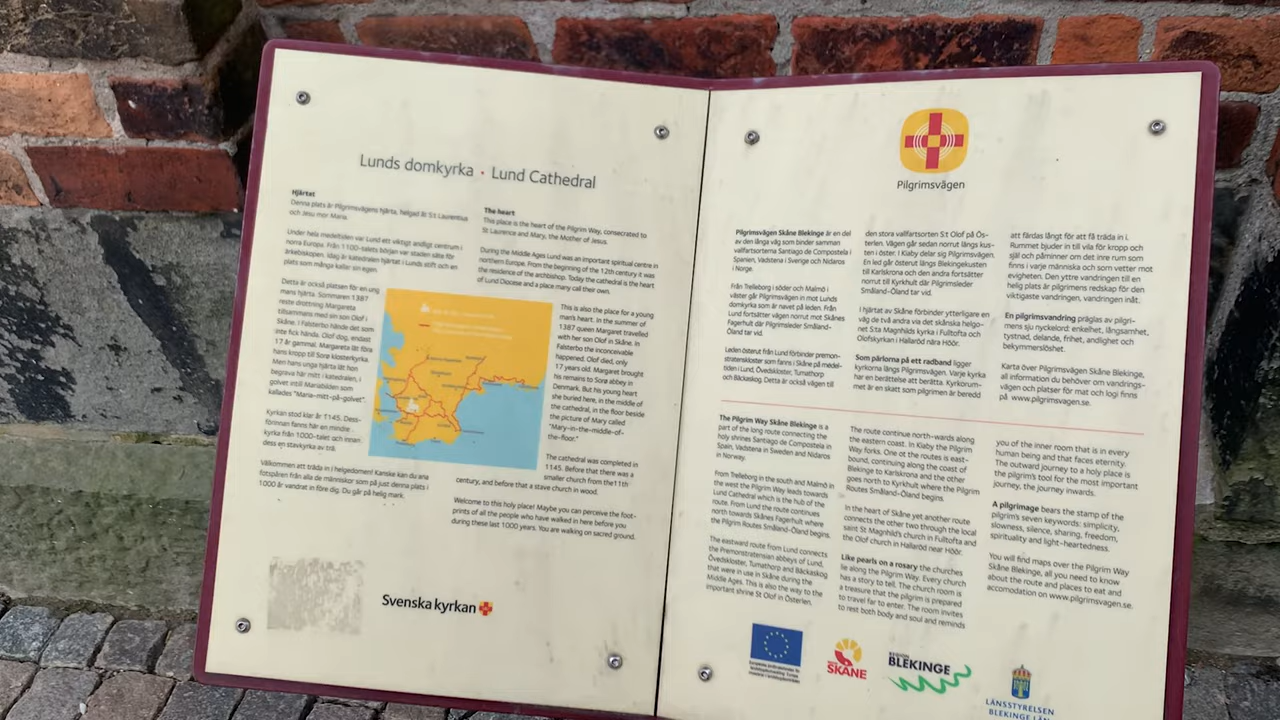 Lunds domkyrka • Lund Cathedral
Hjärtat
Denna plats är Pilgrimsvägens hjärta, helgad åt S:t Laurentius
och Jesu mor Maria.
Under hela medeltiden var Lund ett viktigt andligt centrum i
norra Europa. Från 1100-talets början var staden säte för
ärkebiskopen. Idag är katedralen hjärtat i Lunds stift och en
plats som många kallar sin egen.
Detta är också platsen för en ung
mans hjärta. Sommaren 1387
reste drottning Margareta
tillsammans med sin son Olof i
Skåne. I Falsterbo hände det som
inte fick hända. Olof dog, endast
17 år gammal. Margareta lät föra
hans kropp till Sora klosterkyrka.
Men hans unga hjärta lät hon
begrava här mitt i katedralen, i
golvet intill Mariabilden som
kallades "Maria-mitt-på-golvet".
Kyrkan stod klar år 1145. Dess-
förinnan fanns här en mindre
kyrka från 1000-talet och innan
dess en stavkyrka av trä.
Välkommen att träda in i helgedomen! Kanske kan du ana
fotspåren från alla de människor som på just denna plats i
1000 år vandrat in före dig. Du går på helig mark.
The heart
This place is the heart of the Pilgrim Way, consecrated to
St Laurence and Mary, the Mother of Jesus.
During the Middle Ages Lund was an important spiritual centre in
northern Europe. From the beginning of the 12th century it was
the residence of the archbishop. Today the cathedral is the heart
of Lund Diocese and a place many call their own.
This is also the place for a young
man's heart. In the summer of
1387 queen Margaret travelled
with her son Olof in Skåne. In
Falsterbo the inconceivable
happened. Olof died, only
17 years old. Margaret brought
his remains to Sora abbey in
Denmark. But his young heart
she buried here, in the middle of
the cathedral, in the floor beside
the picture of Mary called
"Mary-in-the-middle-of-
the-floor."
The cathedral was completed in
1145. Before that there was a
smaller church from the11th
century, and before that a stave church in wood.
Welcome to this holy place! Maybe you can perceive the foot-
prints of all the people who have walked in here before you
during these last 1000 years. You are walking on sacred ground.
Svenska kyrkan
Pilgrimsvägen
Pilgrimsvägen Skåne Blekinge är en del
av den långa väg som binder samman
vallfartsorterna Santiago de Compostela i
Spanien, Vadstena i Sverige och Nidaros
i Norge.
Från Trelleborg i söder och Malmö i
väster går Pilgrimsvägen in mot Lunds
domkyrka som är navet på leden. Från
Lund fortsätter vägen norrut mot Skånes
Fagerhult där Pilgrimsleder Småland–
Öland tar vid.
Leden österut från Lund förbinder premon-
stratenskloster som fanns i Skåne på medel-
tiden i Lund, Övedskloster, Tumathorp
och Bäckaskog. Detta är också vägen till
den stora vallfartsorten S:t Olof på Ös-
terlen. Vägen går sedan norrut längs kus-
ten i öster. I Kiaby delar sig Pilgrimsvägen.
En led går österut längs Blekingekusten
till Karlskrona och den andra fortsätter
norrut till Kyrkhult där Pilgrimsleder
Småland–Öland tar vid.
I hjärtat av Skåne förbinder ytterligare en
väg de två andra via det skånska helgo-
net S:ta Magnhilds kyrka i Fulltofta och
Olofskyrkan i Hallaröd nära Höör.
Som pärlorna på ett radband ligger
kyrkorna längs Pilgrimsvägen. Varje kyrka
har en berättelse att berätta. Kyrkorum-
met är en skatt som pilgrimen är beredd
att färdas långt för att få träda in i.
Rummet bjuder in till vila för kropp och
själ och påminner om det inre rum som
finns i varje människa och som vetter mot
evigheten. Den yttre vandringen till en
helig plats är pilgrimens redskap för den
viktigaste vandringen, vandringen inåt.
En pilgrimsvandring präglas av pilgri-
mens sju nyckelord: enkelhet, långsamhet,
tystnad, delande, frihet, andlighet och
bekymmerslöshet.
Karta över Pilgrimsvägen Skåne Blekinge,
all information du behöver om vandrings-
vägen och platser för mat och logi finns
på www.pilgrimsvagen.se.
The Pilgrim Way Skåne Blekinge is a
part of the long route connecting the
holy shrines Santiago de Compostela in
Spain, Vadstena in Sweden and Nidaros
in Norway.
From Trelleborg in the south and Malmö in
the west the Pilgrim Way leads towards
Lund Cathedral which is the hub of the
route. From Lund the route continues
north towards Skånes Fagerhult where
the Pilgrim Routes Småland–Öland begins.
The eastward route from Lund connects
the Premonstratensian abbeys of Lund,
Övedskloster, Tumathorp and Bäckaskog
that were in use in Skåne during the
Middle Ages. This is also the way to the
important shrine St Olof in Österlen.
The route continue north-wards along
the eastern coast. In Kiaby the Pilgrim
Way forks. One ot the routes is east-
bound, continuing along the coast of
Blekinge to Karlskrona and the other
goes north to Kyrkhult where the Pilgrim
Routes Småland–Öland begins.
In the heart of Skåne yet another route
connects the other two through the local
saint St Magnhild's church in Fulltofta and
the Olof church in Hallaröd near Höör.
Like pearls on a rosary the churches
lie along the Pilgrim Way. Every church
has a story to tell. The church room is
a treasure that the pilgrim is prepared
to travel far to enter. The room invites
to rest both body and soul and reminds
you of the inner room that is in every
human being and that faces eternity.
The outward journey to a holy place is
the pilgrim's tool for the most important
journey, the journey inwards.
A pilgrimage bears the stamp of the
pilgrim's seven keywords: simplicity,
slowness, silence, sharing, freedom,
spirituality and light-heartedness.
You will find maps over the Pilgrim Way
Skåne Blekinge, all you need to know
about the route and places to eat and
accomodation on www.pilgrimsvagen.se.
SKÅNE
REGION
BLEKINGE
LÄNSSTYRELSEN
BLEKINGE LÄN